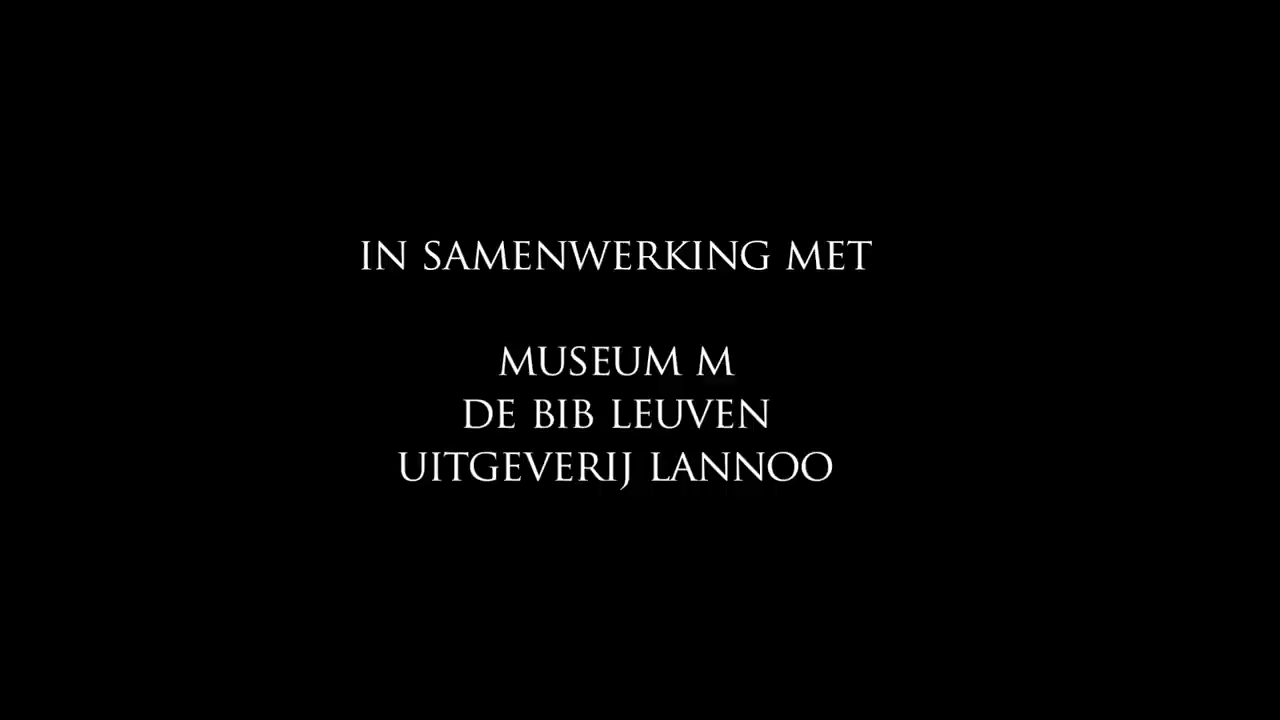 IN SAMENWERKING MET
MUSEUM M
DE BIB LEUVEN
UITGEVERIJ LANNOO